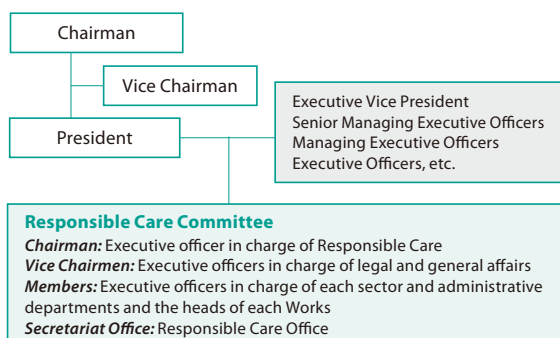 Chairman
Vice Chairman
President
Executive Vice President
Senior Managing Executive Officers
Managing Executive Officers
Executive Officers, etc.
Responsible Care Committee
Chairman: Executive officer in charge of Responsible Care
Vice Chairmen: Executive officers in charge of legal and general affairs
Members: Executive officers in charge of each sector and administrative
departments and the heads of each Works
Secretariat Office: Responsible Care Office